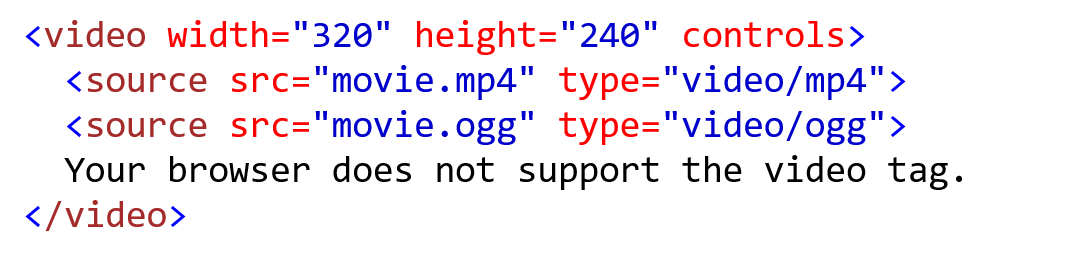 <video width="320" height="240" controls>
  <source src="movie.mp4" type="video/mp4">
  <source src="movie.ogg" type="video/ogg">
  Your browser does not support the video tag.
</video>